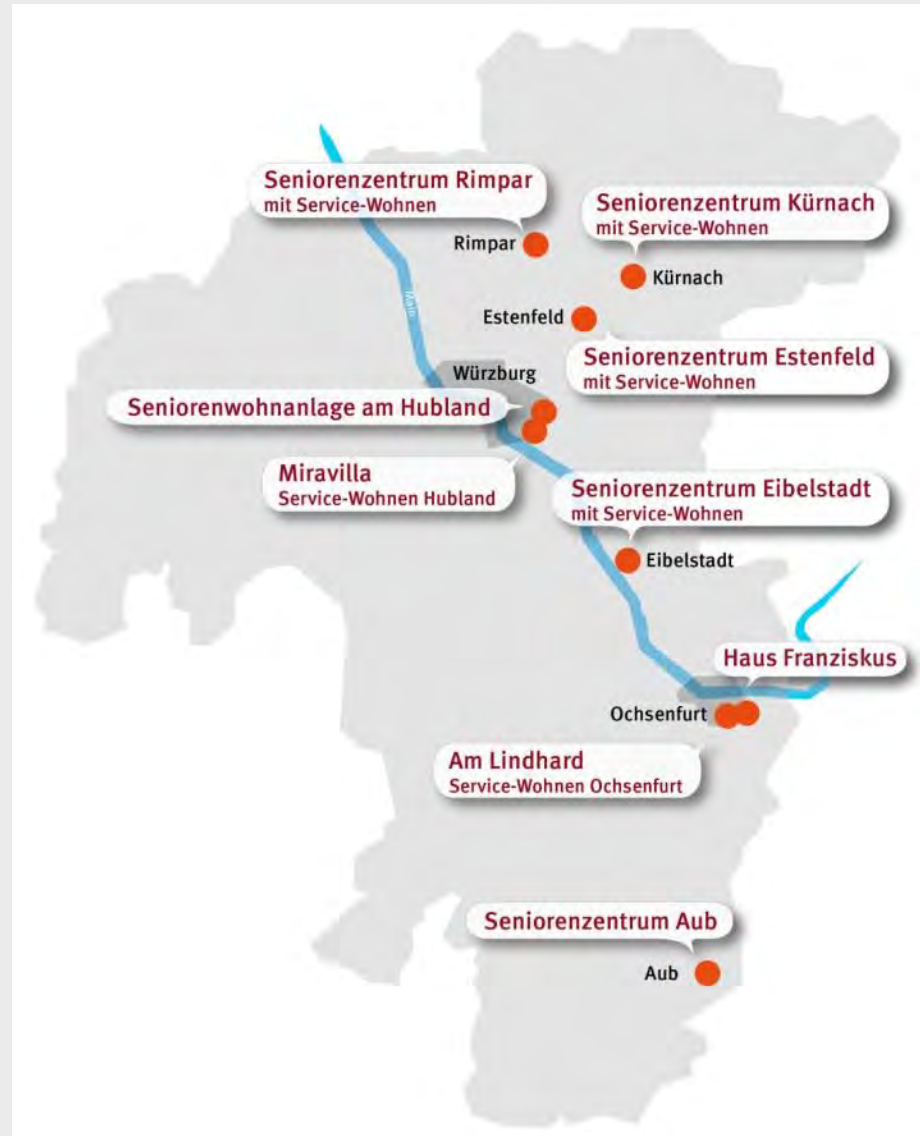 Seniorenzentrum Rimpar
mit Service-Wohnen
Seniorenzentrum Kürnach
mit Service-Wohnen
Rimpar
Kürnach
Main
Estenfeld
Seniorenzentrum Estenfeld
mit Service-Wohnen
Würzburg
Seniorenwohnanlage am Hubland
Miravilla
Service-Wohnen Hubland
Seniorenzentrum Eibelstadt
mit Service-Wohnen
Eibelstadt
Haus Franziskus
Ochsenfurt
Am Lindhard
Service-Wohnen Ochsenfurt
Seniorenzentrum Aub
Aub